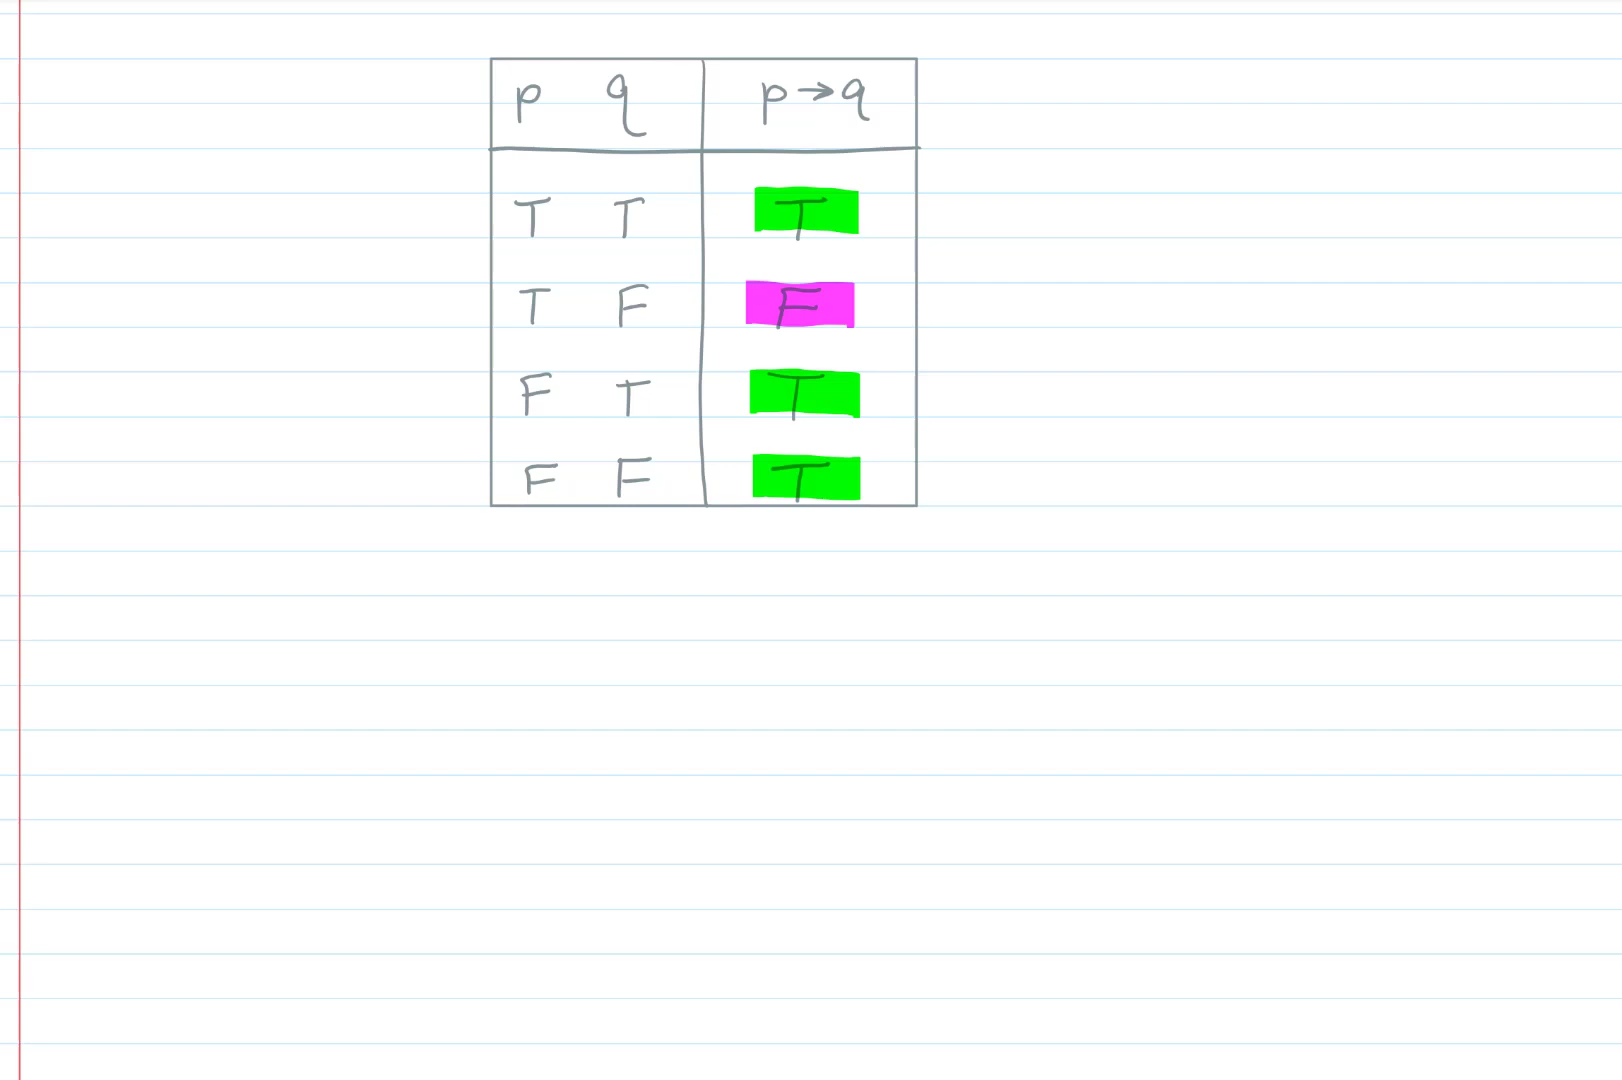 p q p→q
T T T
T F F
F T T
F F T